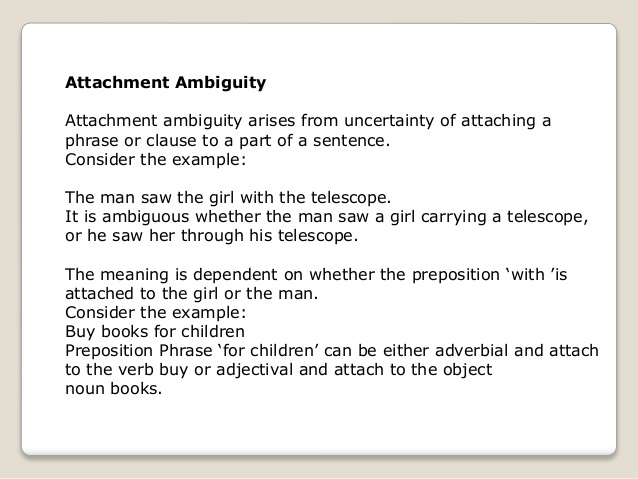 Attachment Ambiguity
Attachment ambiguity arises from uncertainty of attaching a
phrase or clause to a part of a sentence.
Consider the example:
The man saw the girl with the telescope.
It is ambiguous whether the man saw a girl carrying a telescope,
or he saw her through his telescope.
The meaning is dependent on whether the preposition ‘with ’is
attached to the girl or the man.
Consider the example:
Buy books for children
Preposition Phrase ‘for children’ can be either adverbial and attach
to the verb buy or adjectival and attach to the object
noun books.